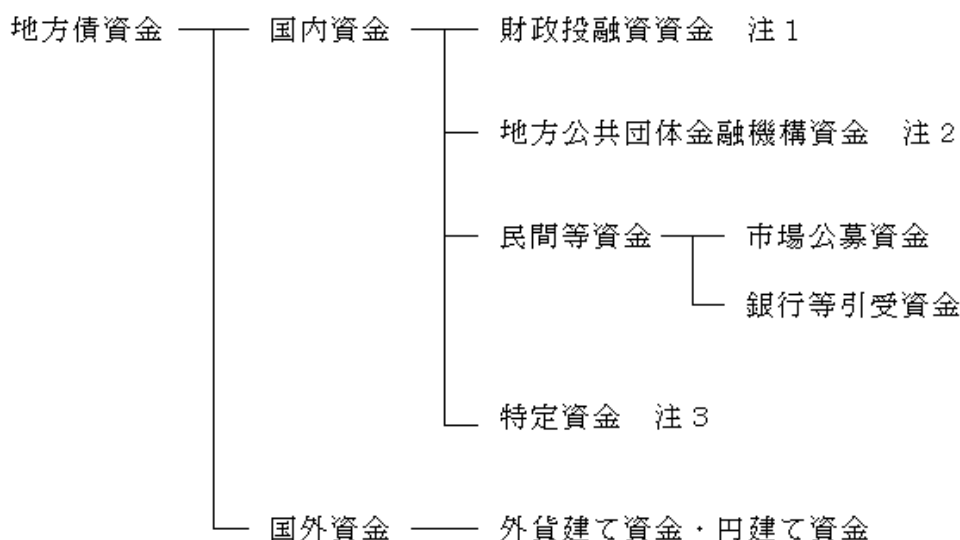 地方債資金 国内資金 財政投融資資金 注１
地方公共団体金融機構資金 注２
民間等資金 市場公募資金
銀行等引受資金
特定資金 注３
国外資金 外貨建て資金・円建て資金